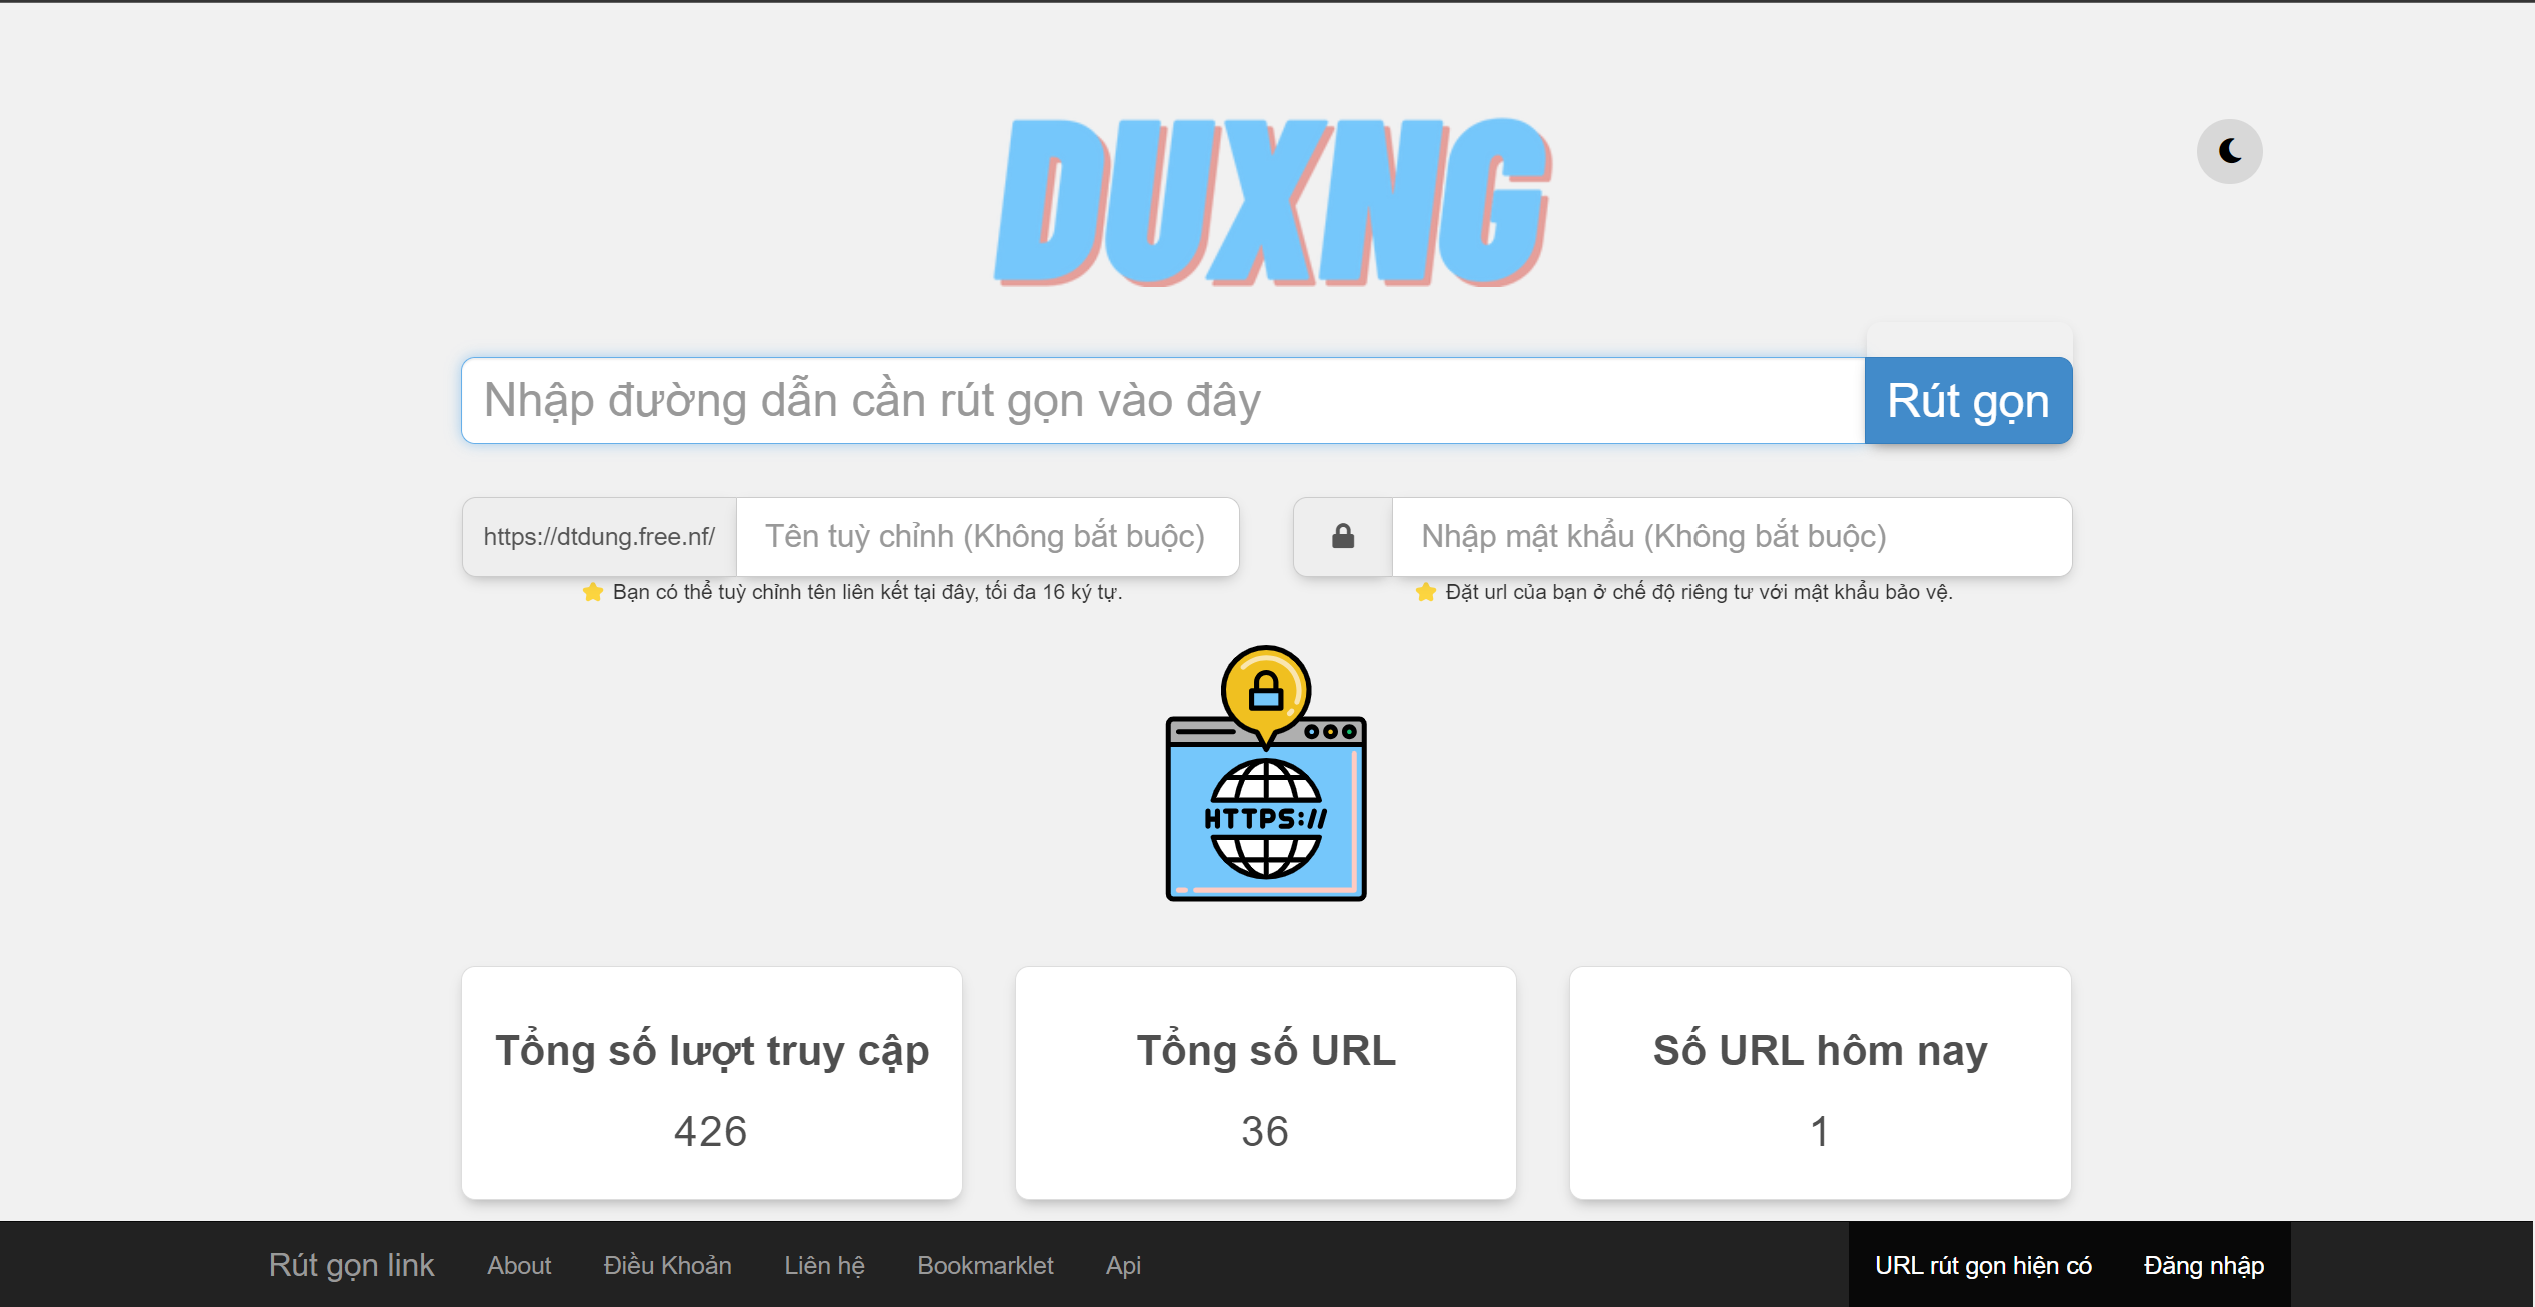 DUXNG
Nhập đường dẫn cần rút gọn vào đây
Rút gọn
https://dtdung.free.nf/
Tên tuỳ chỉnh (Không bắt buộc)
Nhập mật khẩu (Không bắt buộc)
Bạn có thể tuỳ chỉnh tên liên kết tại đây, tối đa 16 ký tự.
Đặt url của bạn ở chế độ riêng tư với mật khẩu bảo vệ.
HTTPS://
Tổng số lượt truy cập
426
Tổng số URL
36
Số URL hôm nay
1
Rút gọn link
About
Điều Khoản
Liên hệ
Bookmarklet
Api
URL rút gọn hiện có
Đăng nhập